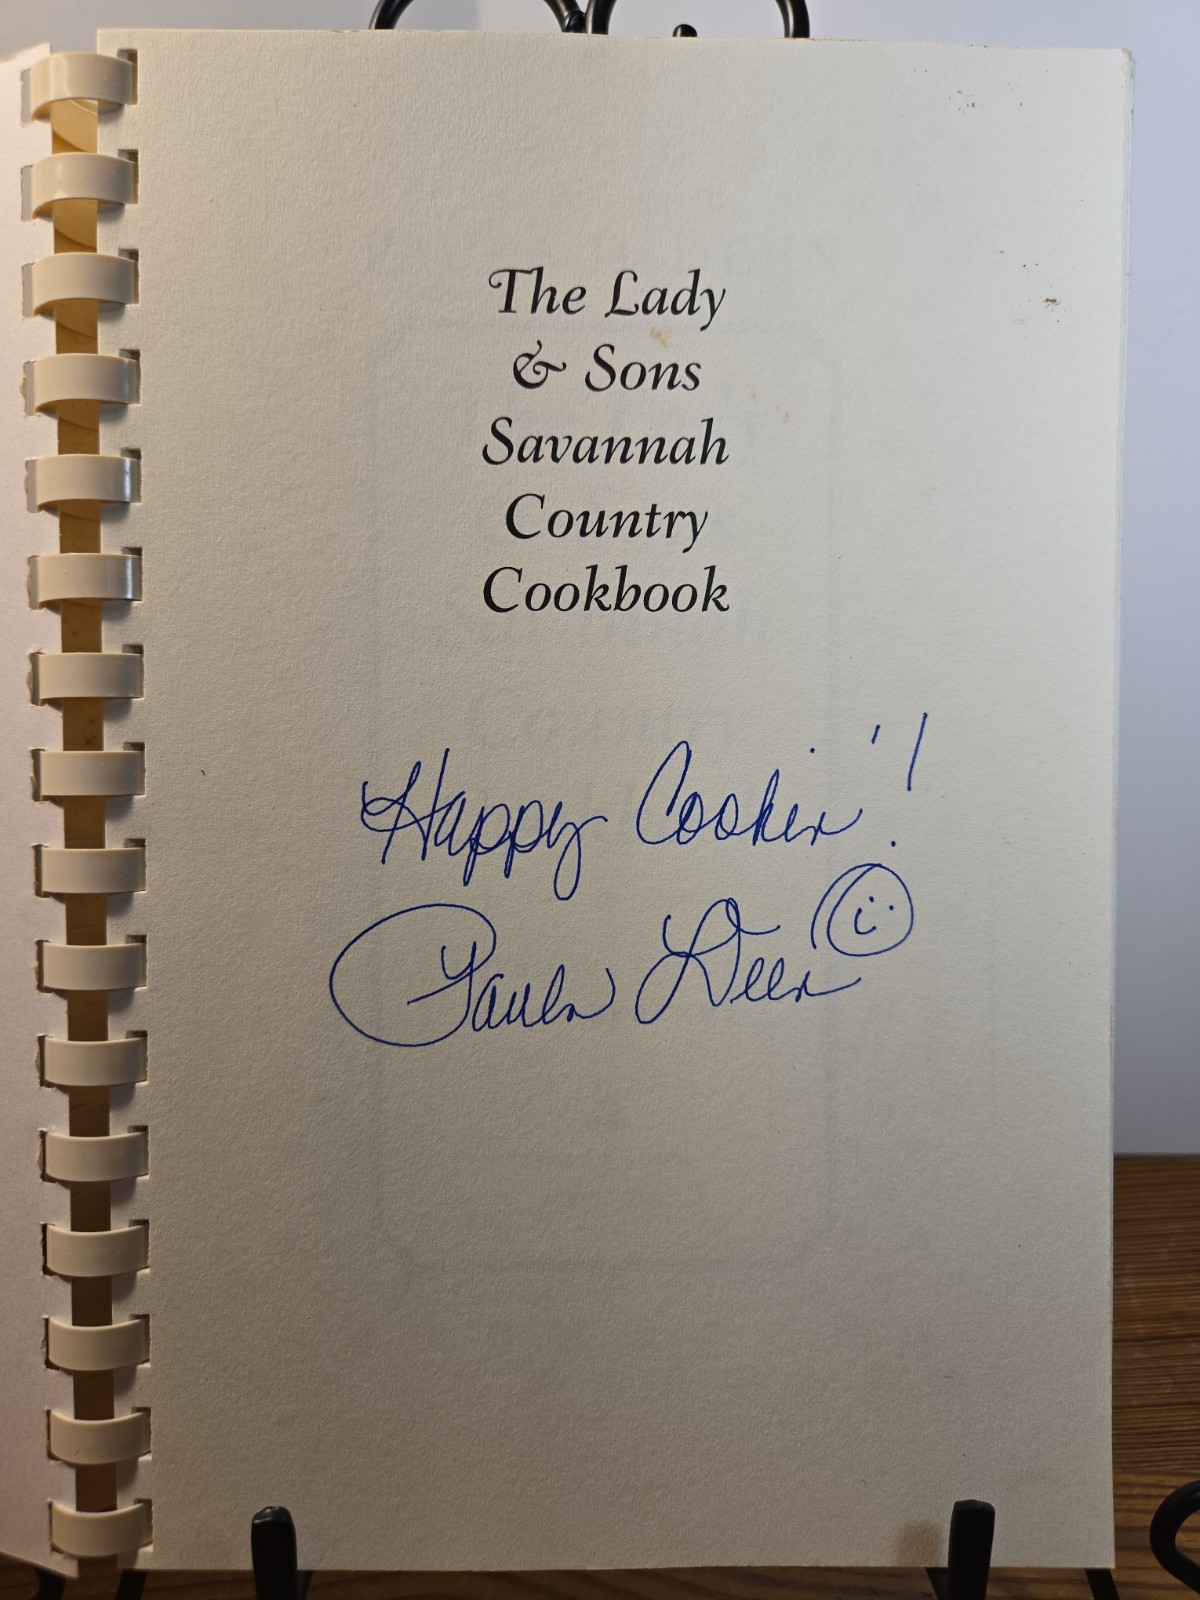 The Lady
& Sons
Savannah
Country
Cookbook
Happy Cookin'!
Paula Deen